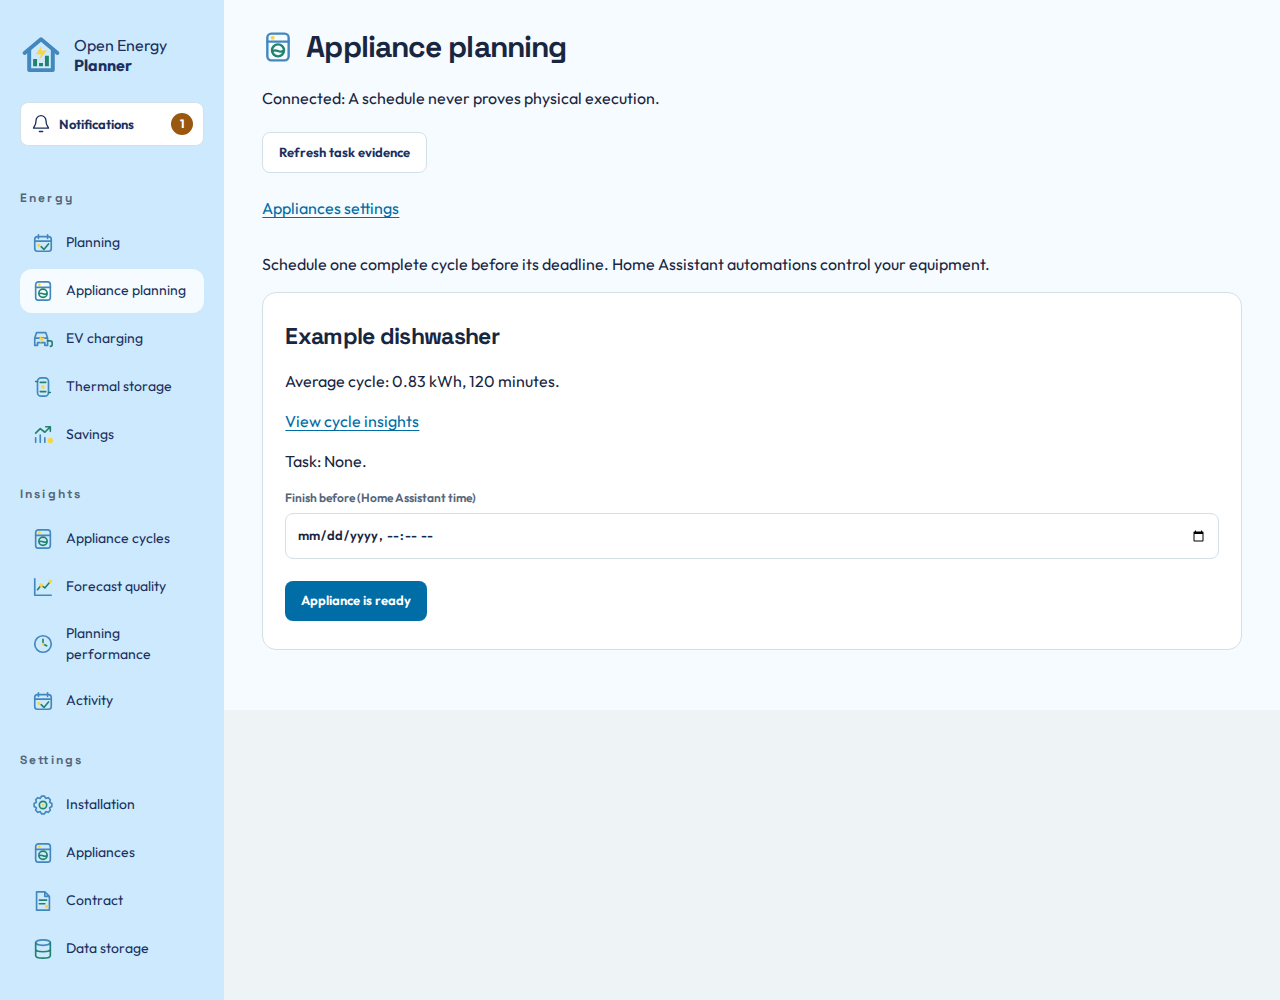 Open Energy
Planner
Notifications
1
Energy
Planning
Appliance planning
EV charging
Thermal storage
Savings
Insights
Appliance cycles
Forecast quality
Planning
performance
Activity
Settings
Installation
Appliances
Contract
Data storage
Appliance planning
Connected: A schedule never proves physical execution.
Refresh task evidence
Appliances settings
Schedule one complete cycle before its deadline. Home Assistant automations control your equipment.
Example dishwasher
Average cycle: 0.83 kWh, 120 minutes.
View cycle insights
Task: None.
Finish before (Home Assistant time)
mm/dd/yyyy, --:-- --
Appliance is ready